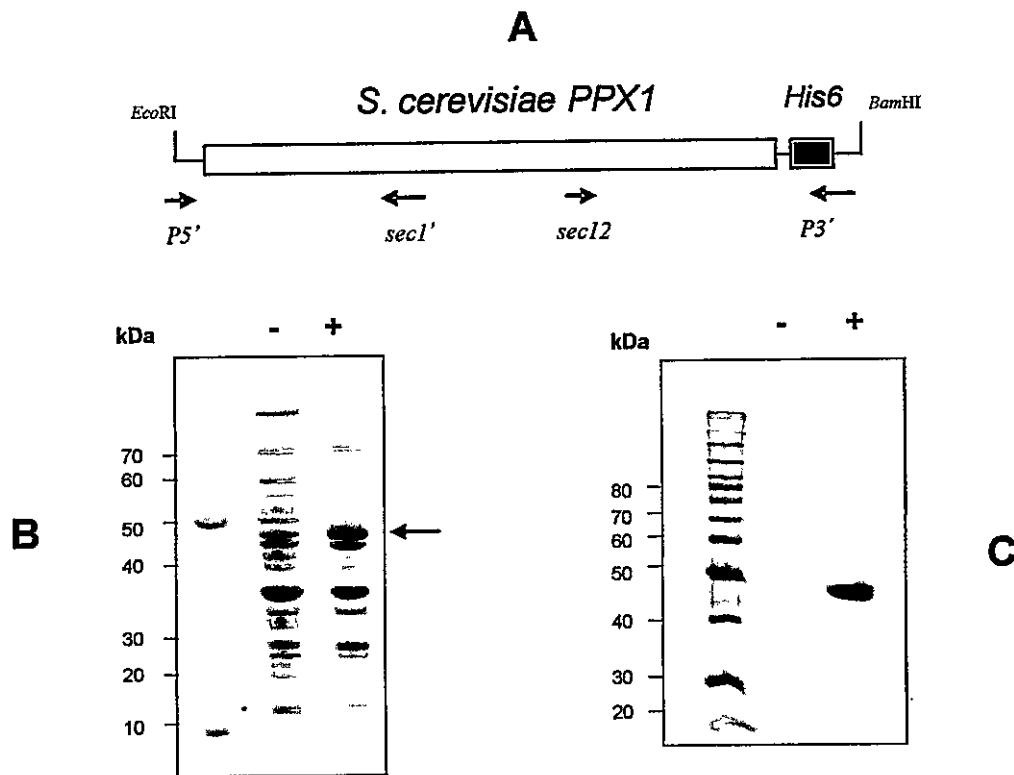 A
EcoRI
S. cerevisiae PPX1
His6
BamHI
P5'
sec1'
sec12
P3'
kDa
- +
70
60
50
40
30
20
10
B
kDa
- +
80
70
60
50
40
30
20
C